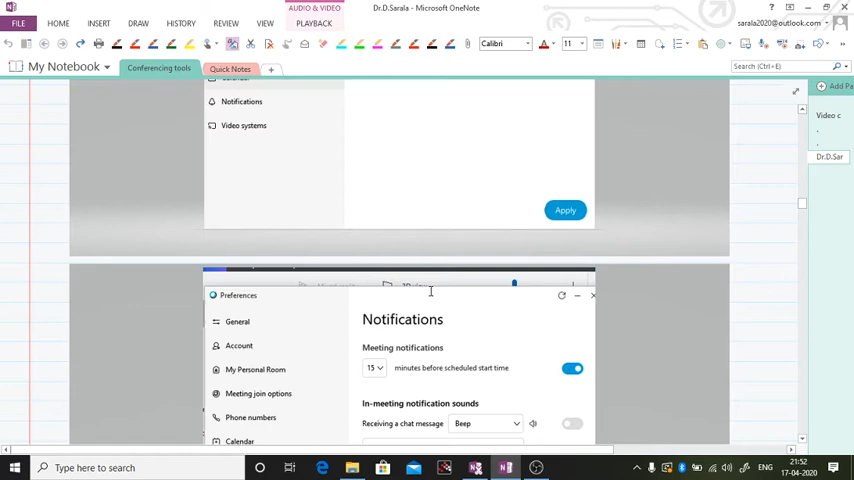 AUDIO & VIDEO
Dr.D.Sarala - Microsoft OneNote
FILE HOME INSERT DRAW HISTORY REVIEW VIEW PLAYBACK
sarala2020@outlook.com
Calibri 11
My Notebook
Conferencing tools
Quick Notes
Search (Ctrl+E)
Add Pa
Video c
Dr.D.Sar
Notifications
Video systems
Apply
Preferences
General
Account
My Personal Room
Meeting join options
Phone numbers
Calendar
Notifications
Meeting notifications
15 minutes before scheduled start time
In-meeting notification sounds
Receiving a chat message Beep
Type here to search
ENG
21:52
17-04-2020